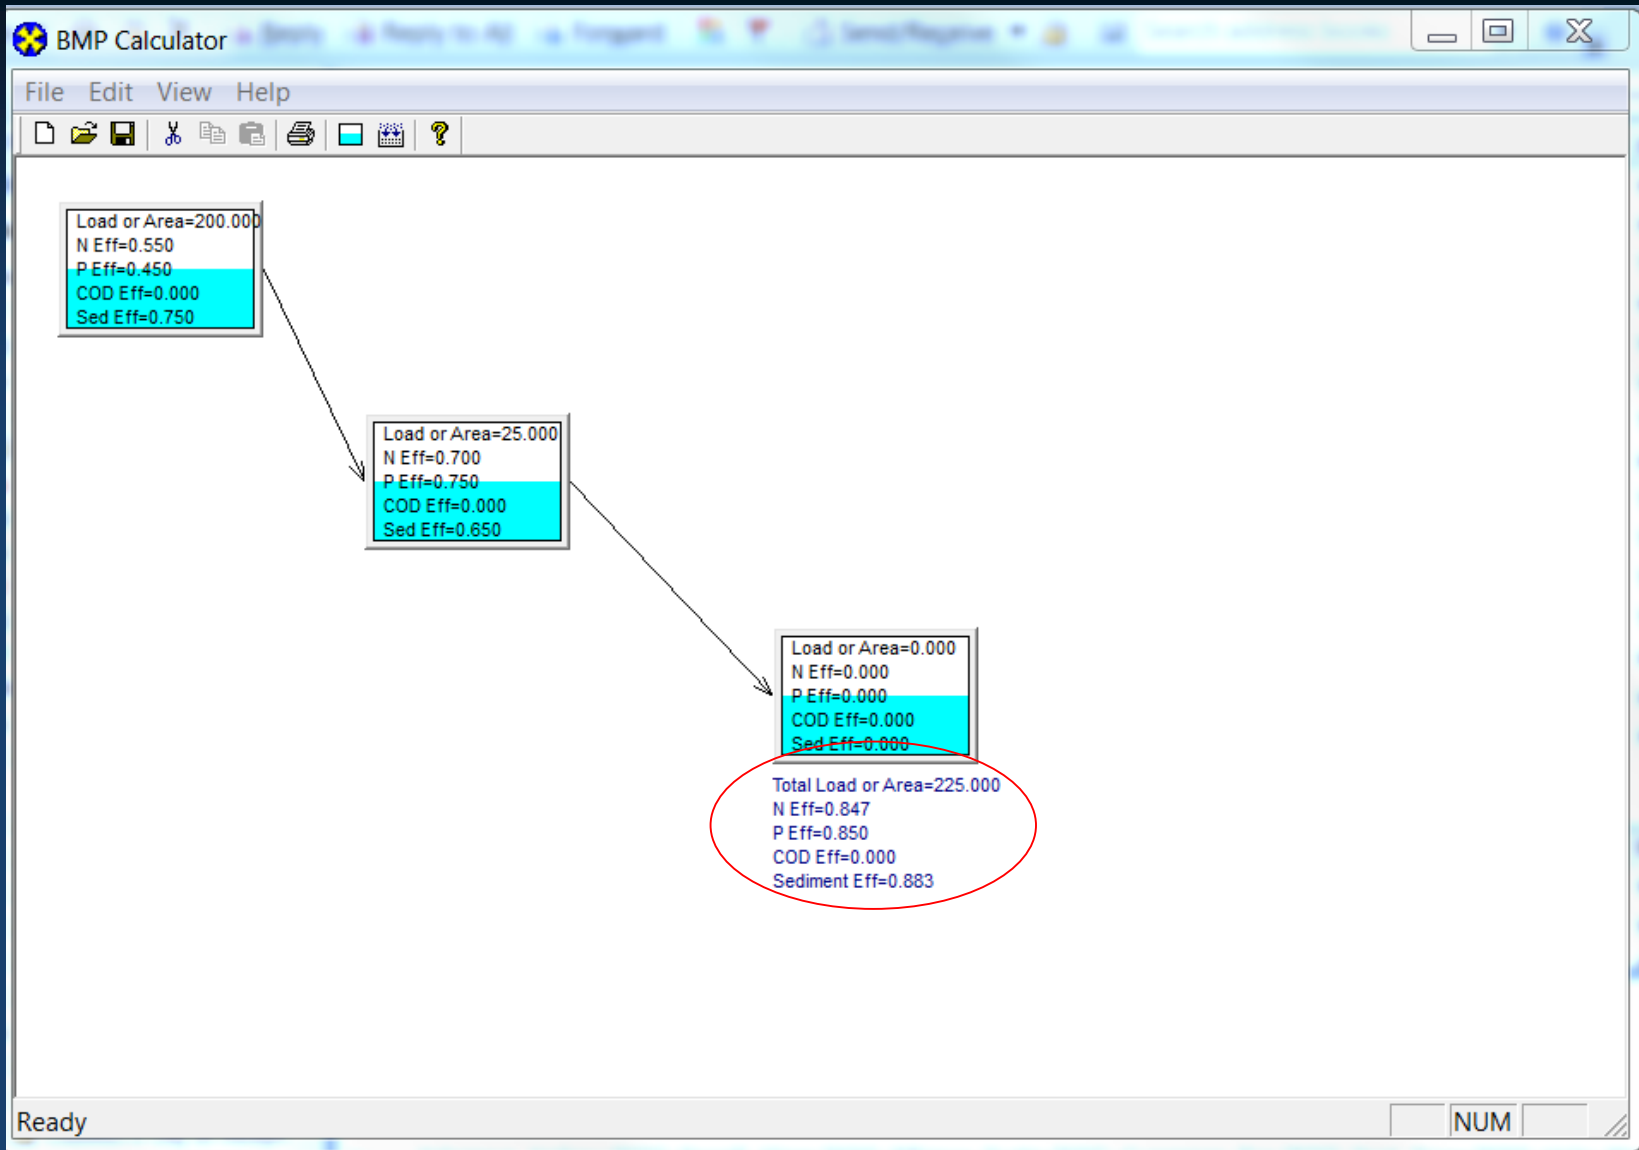 BMP Calculator
File Edit View Help
Load or Area=200.000
N Eff=0.550
P Eff=0.450
COD Eff=0.000
Sed Eff=0.750
Load or Area=25.000
N Eff=0.700
P Eff=0.750
COD Eff=0.000
Sed Eff=0.650
Load or Area=0.000
N Eff=0.000
P Eff=0.000
COD Eff=0.000
Sed Eff=0.000
Total Load or Area=225.000
N Eff=0.847
P Eff=0.850
COD Eff=0.000
Sediment Eff=0.883
Ready
NUM